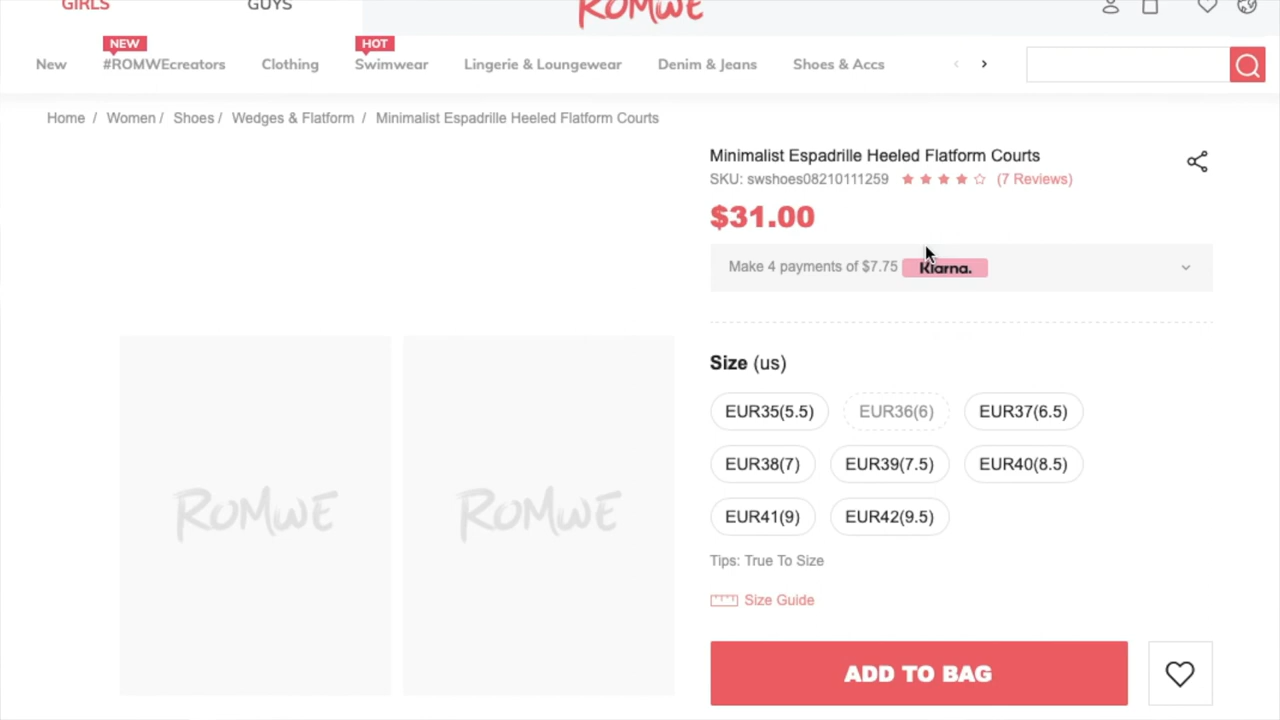 GIRLS GUYS ROMWE
NEW HOT
New #ROMWEcreators Clothing Swimwear Lingerie & Loungewear Denim & Jeans Shoes & Accs
Home / Women / Shoes / Wedges & Flatform / Minimalist Espadrille Heeled Flatform Courts
Minimalist Espadrille Heeled Flatform Courts
SKU: swshoes08210111259 (7 Reviews)
$31.00
Make 4 payments of $7.75 Klarna.
Size (us)
EUR35(5.5) EUR36(6) EUR37(6.5)
EUR38(7) EUR39(7.5) EUR40(8.5)
EUR41(9) EUR42(9.5)
Tips: True To Size
Size Guide
ADD TO BAG
ROMWE ROMWE